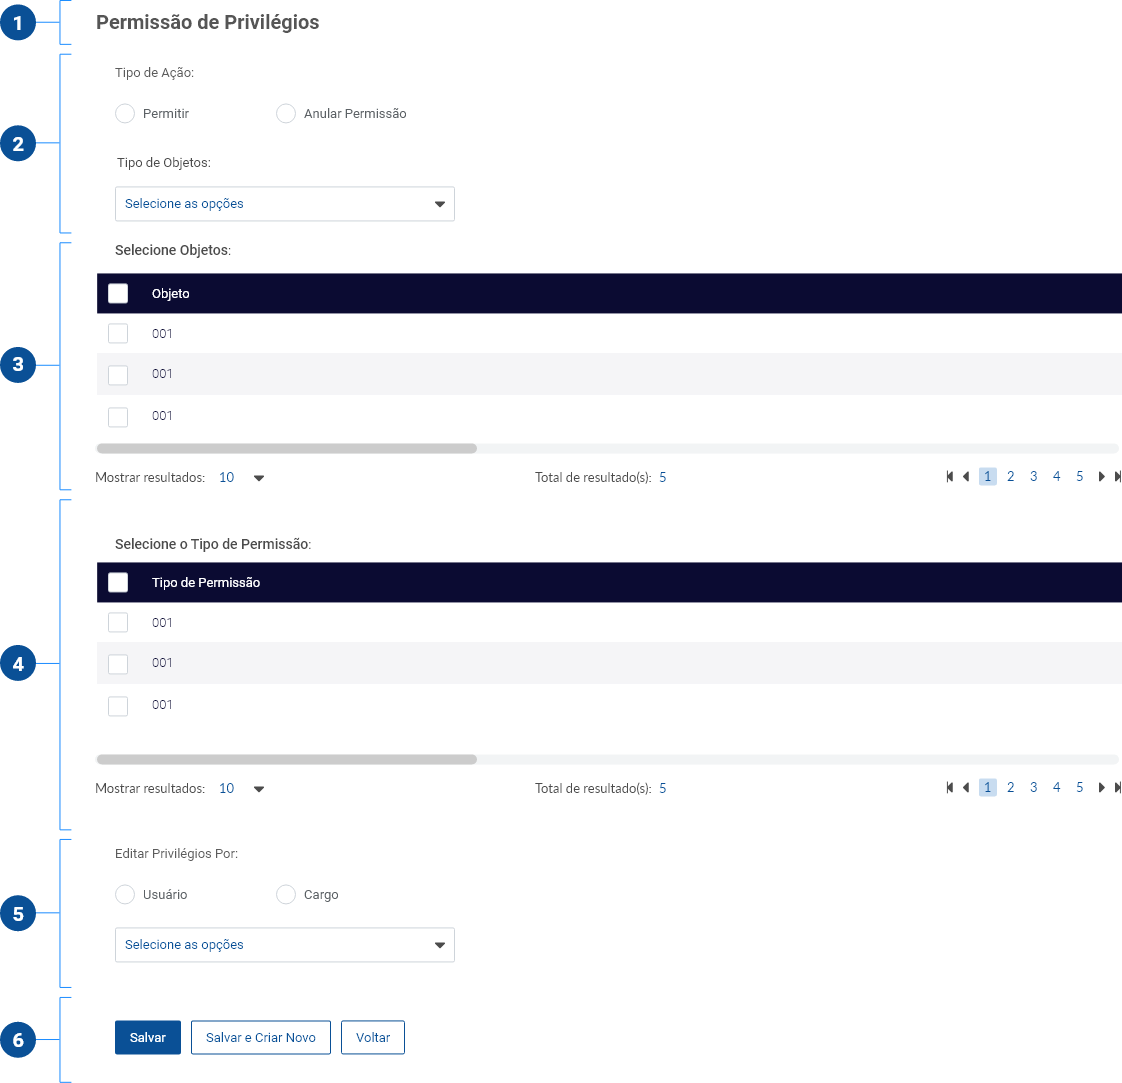 1 Permissão de Privilégios
Tipo de Ação:
Permitir Anular Permissão
2
Tipo de Objetos:
Selecione as opções
Selecione Objetos:
Objeto
001
3
001
001
Mostrar resultados: 10 Total de resultado(s): 5 1 2 3 4 5
Selecione o Tipo de Permissão:
Tipo de Permissão
001
4
001
001
Mostrar resultados: 10 Total de resultado(s): 5 1 2 3 4 5
Editar Privilégios Por:
Usuário Cargo
5
Selecione as opções
6 Salvar Salvar e Criar Novo Voltar